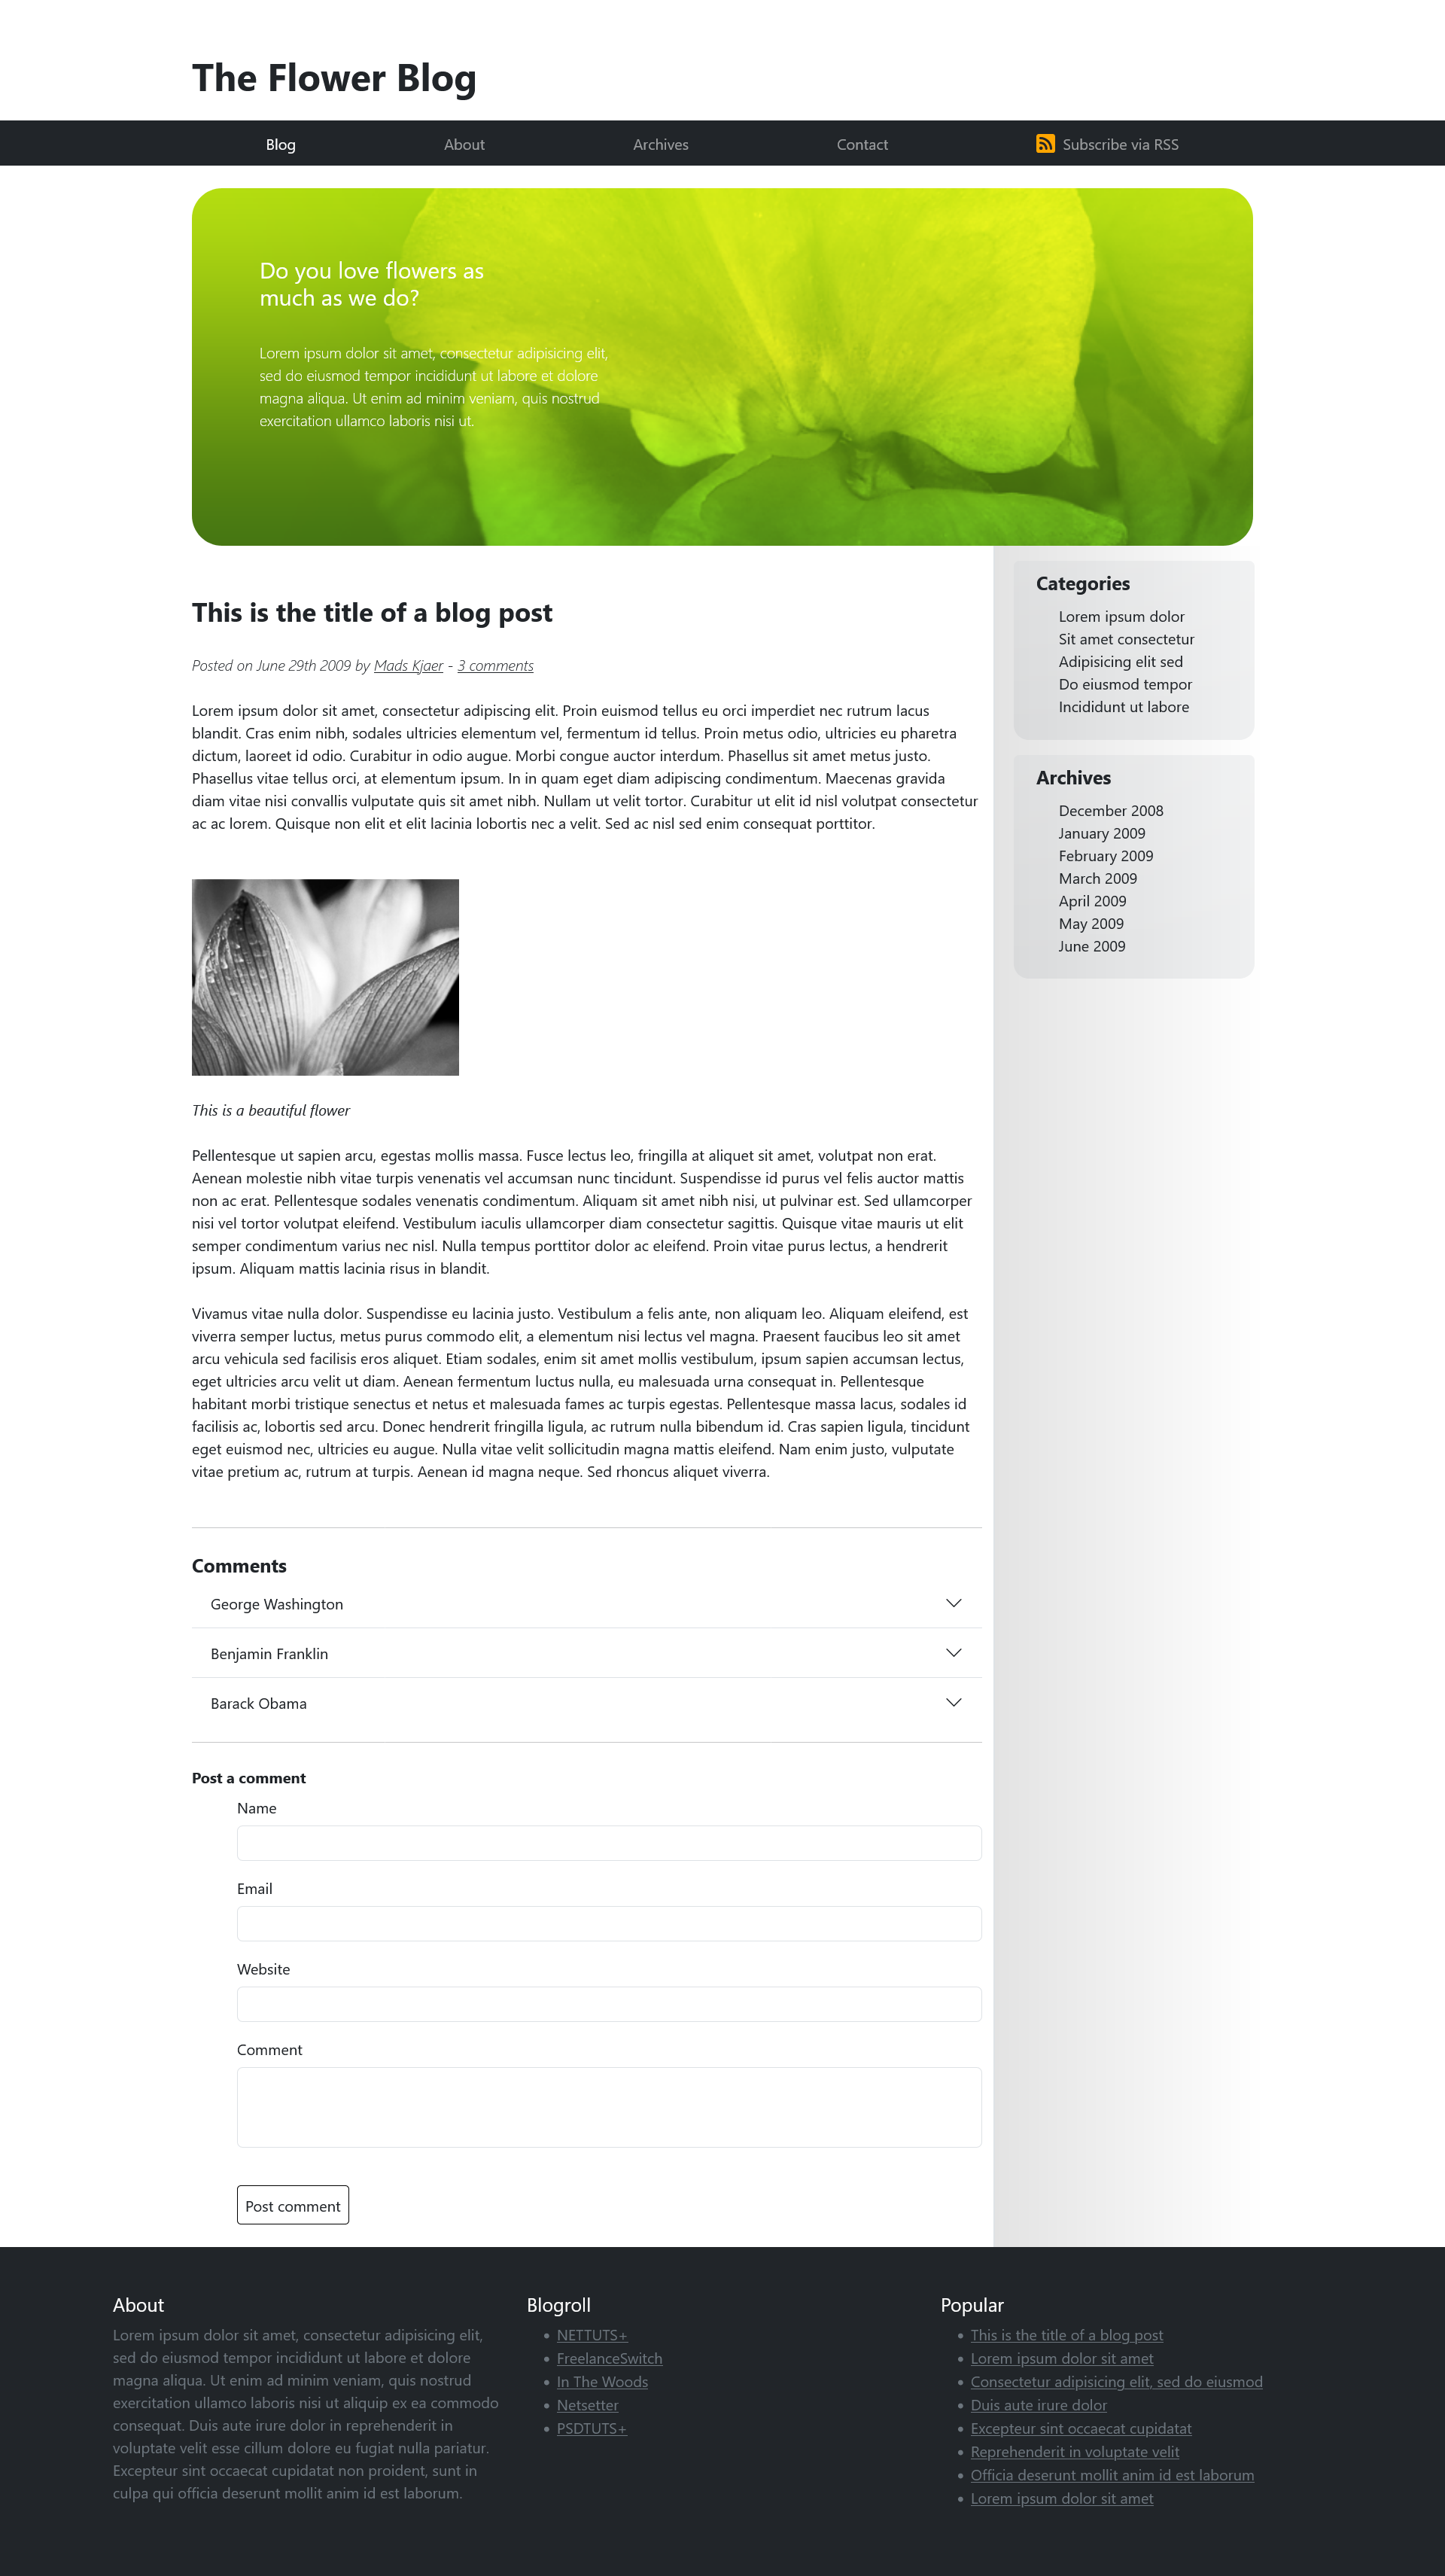 The Flower Blog
Blog
About
Archives
Contact
Subscribe via RSS
Do you love flowers as
much as we do?
Lorem ipsum dolor sit amet, consectetur adipisicing elit,
sed do eiusmod tempor incididunt ut labore et dolore
magna aliqua. Ut enim ad minim veniam, quis nostrud
exercitation ullamco laboris nisi ut.
This is the title of a blog post
Posted on June 29th 2009 by Mads Kjaer - 3 comments
Lorem ipsum dolor sit amet, consectetur adipiscing elit. Proin euismod tellus eu orci imperdiet nec rutrum lacus
blandit. Cras enim nibh, sodales ultricies elementum vel, fermentum id tellus. Proin metus odio, ultricies eu pharetra
dictum, laoreet id odio. Curabitur in odio augue. Morbi congue auctor interdum. Phasellus sit amet metus justo.
Phasellus vitae tellus orci, at elementum ipsum. In in quam eget diam adipiscing condimentum. Maecenas gravida
diam vitae nisi convallis vulputate quis sit amet nibh. Nullam ut velit tortor. Curabitur ut elit id nisl volutpat consectetur
ac ac lorem. Quisque non elit et elit lacinia lobortis nec a velit. Sed ac nisl sed enim consequat porttitor.
This is a beautiful flower
Pellentesque ut sapien arcu, egestas mollis massa. Fusce lectus leo, fringilla at aliquet sit amet, volutpat non erat.
Aenean molestie nibh vitae turpis venenatis vel accumsan nunc tincidunt. Suspendisse id purus vel felis auctor mattis
non ac erat. Pellentesque sodales venenatis condimentum. Aliquam sit amet nibh nisi, ut pulvinar est. Sed ullamcorper
nisi vel tortor volutpat eleifend. Vestibulum iaculis ullamcorper diam consectetur sagittis. Quisque vitae mauris ut elit
semper condimentum varius nec nisl. Nulla tempus porttitor dolor ac eleifend. Proin vitae purus lectus, a hendrerit
ipsum. Aliquam mattis lacinia risus in blandit.
Vivamus vitae nulla dolor. Suspendisse eu lacinia justo. Vestibulum a felis ante, non aliquam leo. Aliquam eleifend, est
viverra semper luctus, metus purus commodo elit, a elementum nisi lectus vel magna. Praesent faucibus leo sit amet
arcu vehicula sed facilisis eros aliquet. Etiam sodales, enim sit amet mollis vestibulum, ipsum sapien accumsan lectus,
eget ultricies arcu velit ut diam. Aenean fermentum luctus nulla, eu malesuada urna consequat in. Pellentesque
habitant morbi tristique senectus et netus et malesuada fames ac turpis egestas. Pellentesque massa lacus, sodales id
facilisis ac, lobortis sed arcu. Donec hendrerit fringilla ligula, ac rutrum nulla bibendum id. Cras sapien ligula, tincidunt
eget euismod nec, ultricies eu augue. Nulla vitae velit sollicitudin magna mattis eleifend. Nam enim justo, vulputate
vitae pretium ac, rutrum at turpis. Aenean id magna neque. Sed rhoncus aliquet viverra.
Comments
George Washington
Benjamin Franklin
Barack Obama
Post a comment
Name
Email
Website
Comment
Post comment
Categories
Lorem ipsum dolor
Sit amet consectetur
Adipisicing elit sed
Do eiusmod tempor
Incididunt ut labore
Archives
December 2008
January 2009
February 2009
March 2009
April 2009
May 2009
June 2009
About
Lorem ipsum dolor sit amet, consectetur adipisicing elit,
sed do eiusmod tempor incididunt ut labore et dolore
magna aliqua. Ut enim ad minim veniam, quis nostrud
exercitation ullamco laboris nisi ut aliquip ex ea commodo
consequat. Duis aute irure dolor in reprehenderit in
voluptate velit esse cillum dolore eu fugiat nulla pariatur.
Excepteur sint occaecat cupidatat non proident, sunt in
culpa qui officia deserunt mollit anim id est laborum.
Blogroll
NETTUTS+
FreelanceSwitch
In The Woods
Netsetter
PSDTUTS+
Popular
This is the title of a blog post
Lorem ipsum dolor sit amet
Consectetur adipisicing elit, sed do eiusmod
Duis aute irure dolor
Excepteur sint occaecat cupidatat
Reprehenderit in voluptate velit
Officia deserunt mollit anim id est laborum
Lorem ipsum dolor sit amet